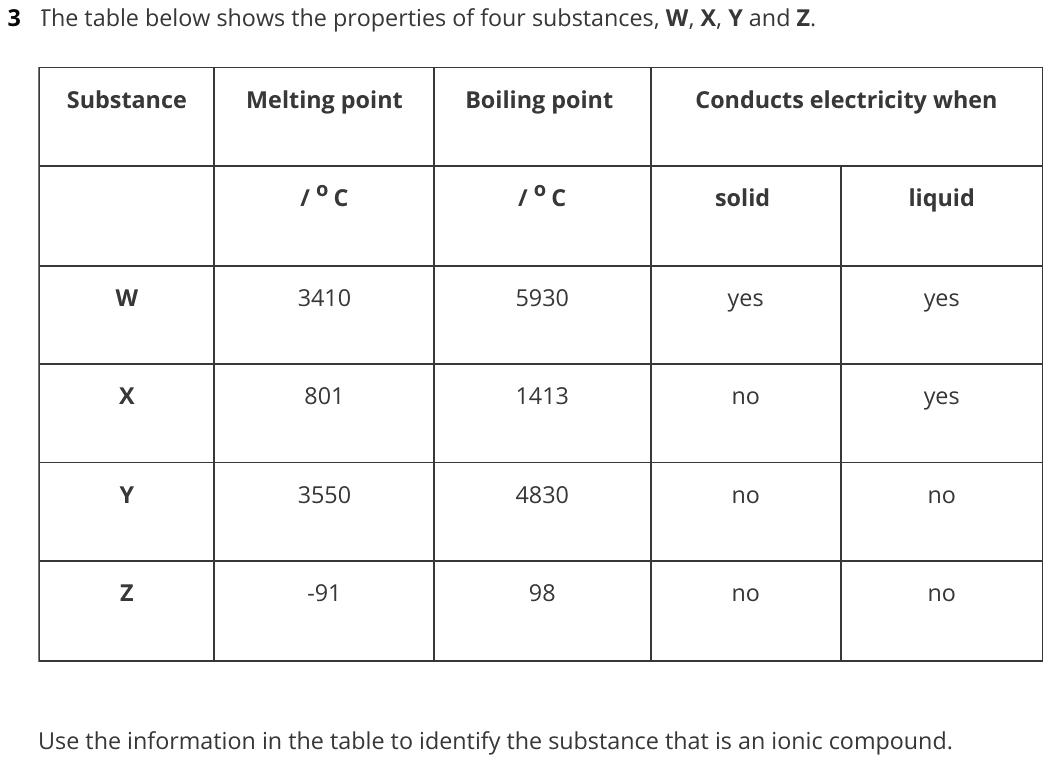 3 The table below shows the properties of four substances, W, X, Y and Z.
Substance Melting point Boiling point Conducts electricity when
/ ° C / ° C solid liquid
W 3410 5930 yes yes
X 801 1413 no yes
Y 3550 4830 no no
Z -91 98 no no
Use the information in the table to identify the substance that is an ionic compound.